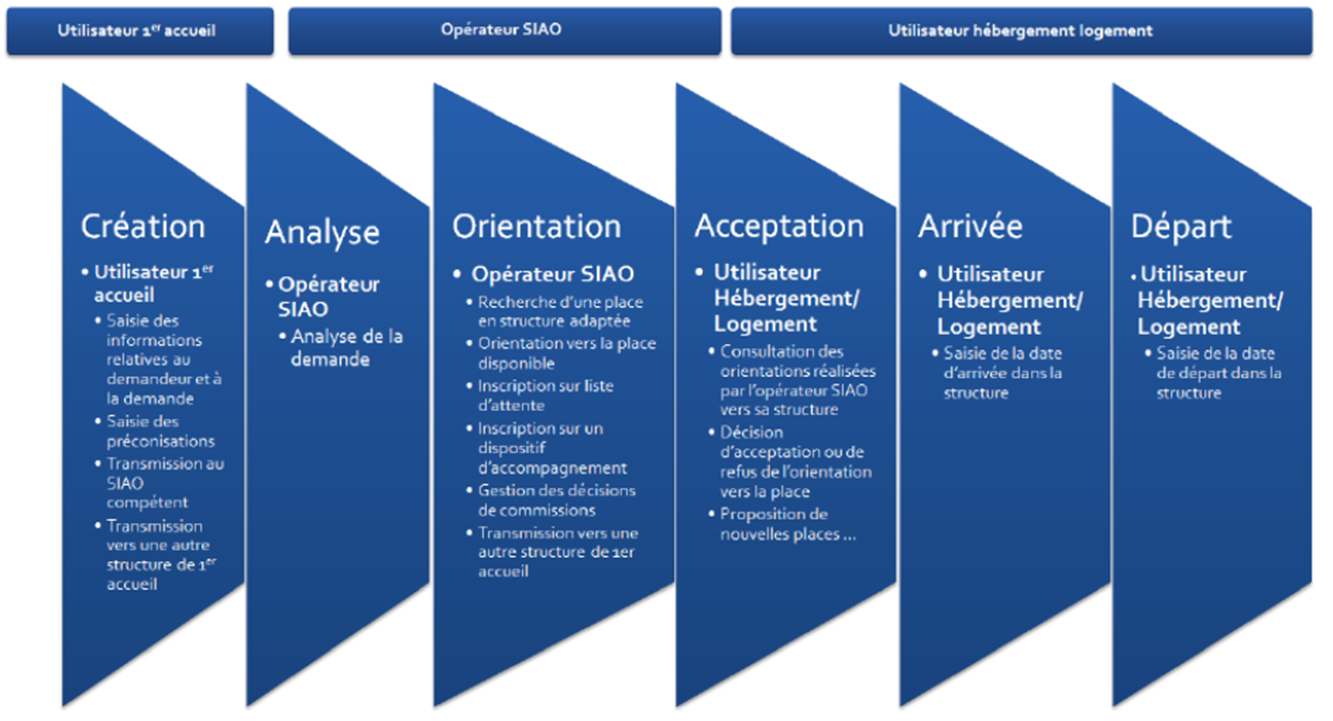 Utilisateur 1er accueil
Opérateur SIAO
Utilisateur hébergement logement
Création
• Utilisateur 1er
accueil
• Saisie des
informations
relatives au
demandeur et à
la demande
• Saisie des
préconisations
• Transmission au
SIAO
compétent
• Transmission
vers une autre
structure de 1er
accueil
Analyse
• Opérateur
SIAO
• Analyse de la
demande
Orientation
• Opérateur SIAO
• Recherche d'une place
en structure adaptée
• Orientation vers la place
disponible
• Inscription sur liste
d'attente
• Inscription sur un
dispositif
d'accompagnement
• Gestion des décisions
de commissions
• Transmission vers une
autre structure de 1er
accueil
Acceptation
• Utilisateur
Hébergement/
Logement
• Consultation des
orientations réalisées
par l'opérateur SIAO
vers sa structure
• Décision
d'acceptation ou de
refus de l'orientation
vers la place
• Proposition de
nouvelles places ...
Arrivée
• Utilisateur
Hébergement/
Logement
• Saisie de la date
d'arrivée dans la
structure
Départ
• Utilisateur
Hébergement/
Logement
• Saisie de la date
de départ dans la
structure